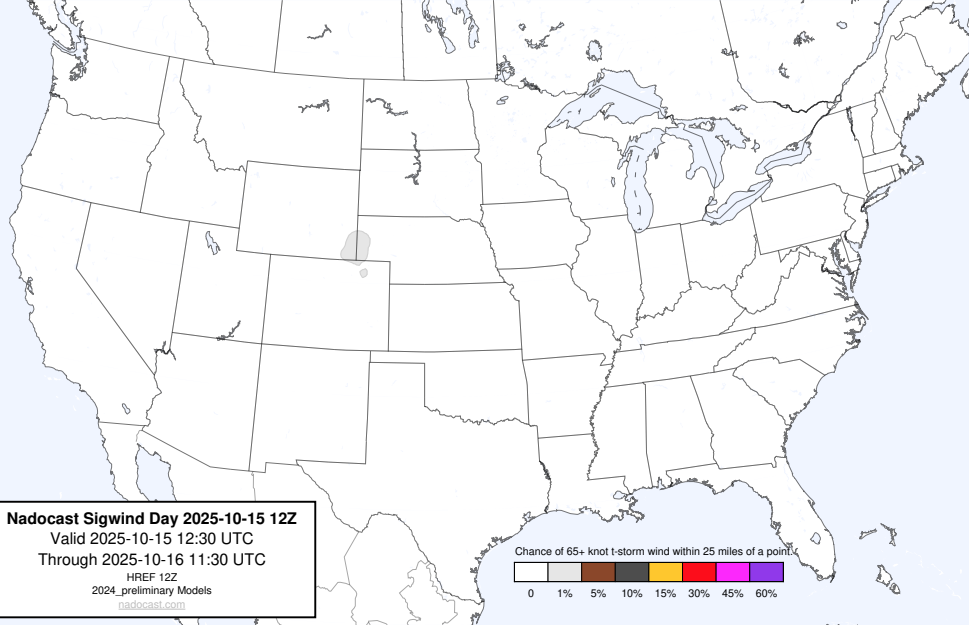 Nadocast Sigwind Day 2025-10-15 12Z
Valid 2025-10-15 12:30 UTC
Through 2025-10-16 11:30 UTC
HREF 12Z
2024_preliminary Models
nadocast.com
Chance of 65+ knot t-storm wind within 25 miles of a point.
0 1% 5% 10% 15% 30% 45% 60%